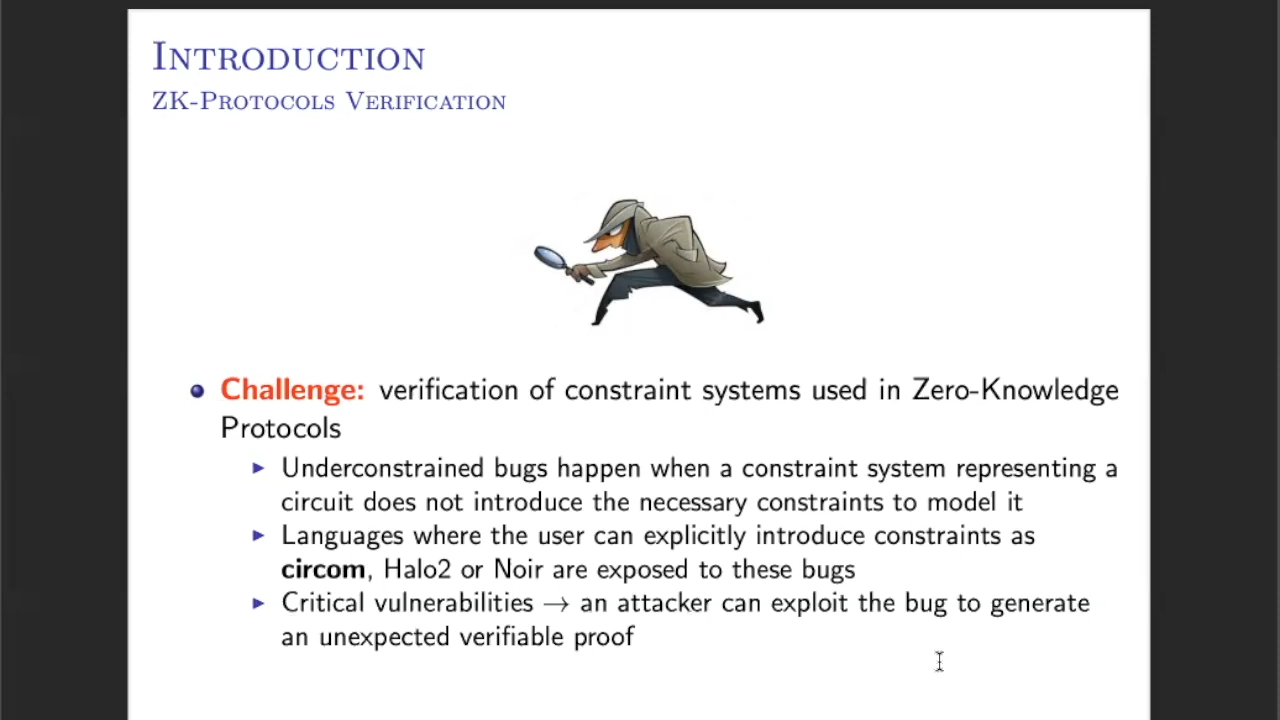 Introduction
ZK-Protocols Verification
Challenge: verification of constraint systems used in Zero-Knowledge
Protocols
Underconstrained bugs happen when a constraint system representing a
circuit does not introduce the necessary constraints to model it
Languages where the user can explicitly introduce constraints as
circom, Halo2 or Noir are exposed to these bugs
Critical vulnerabilities → an attacker can exploit the bug to generate
an unexpected verifiable proof